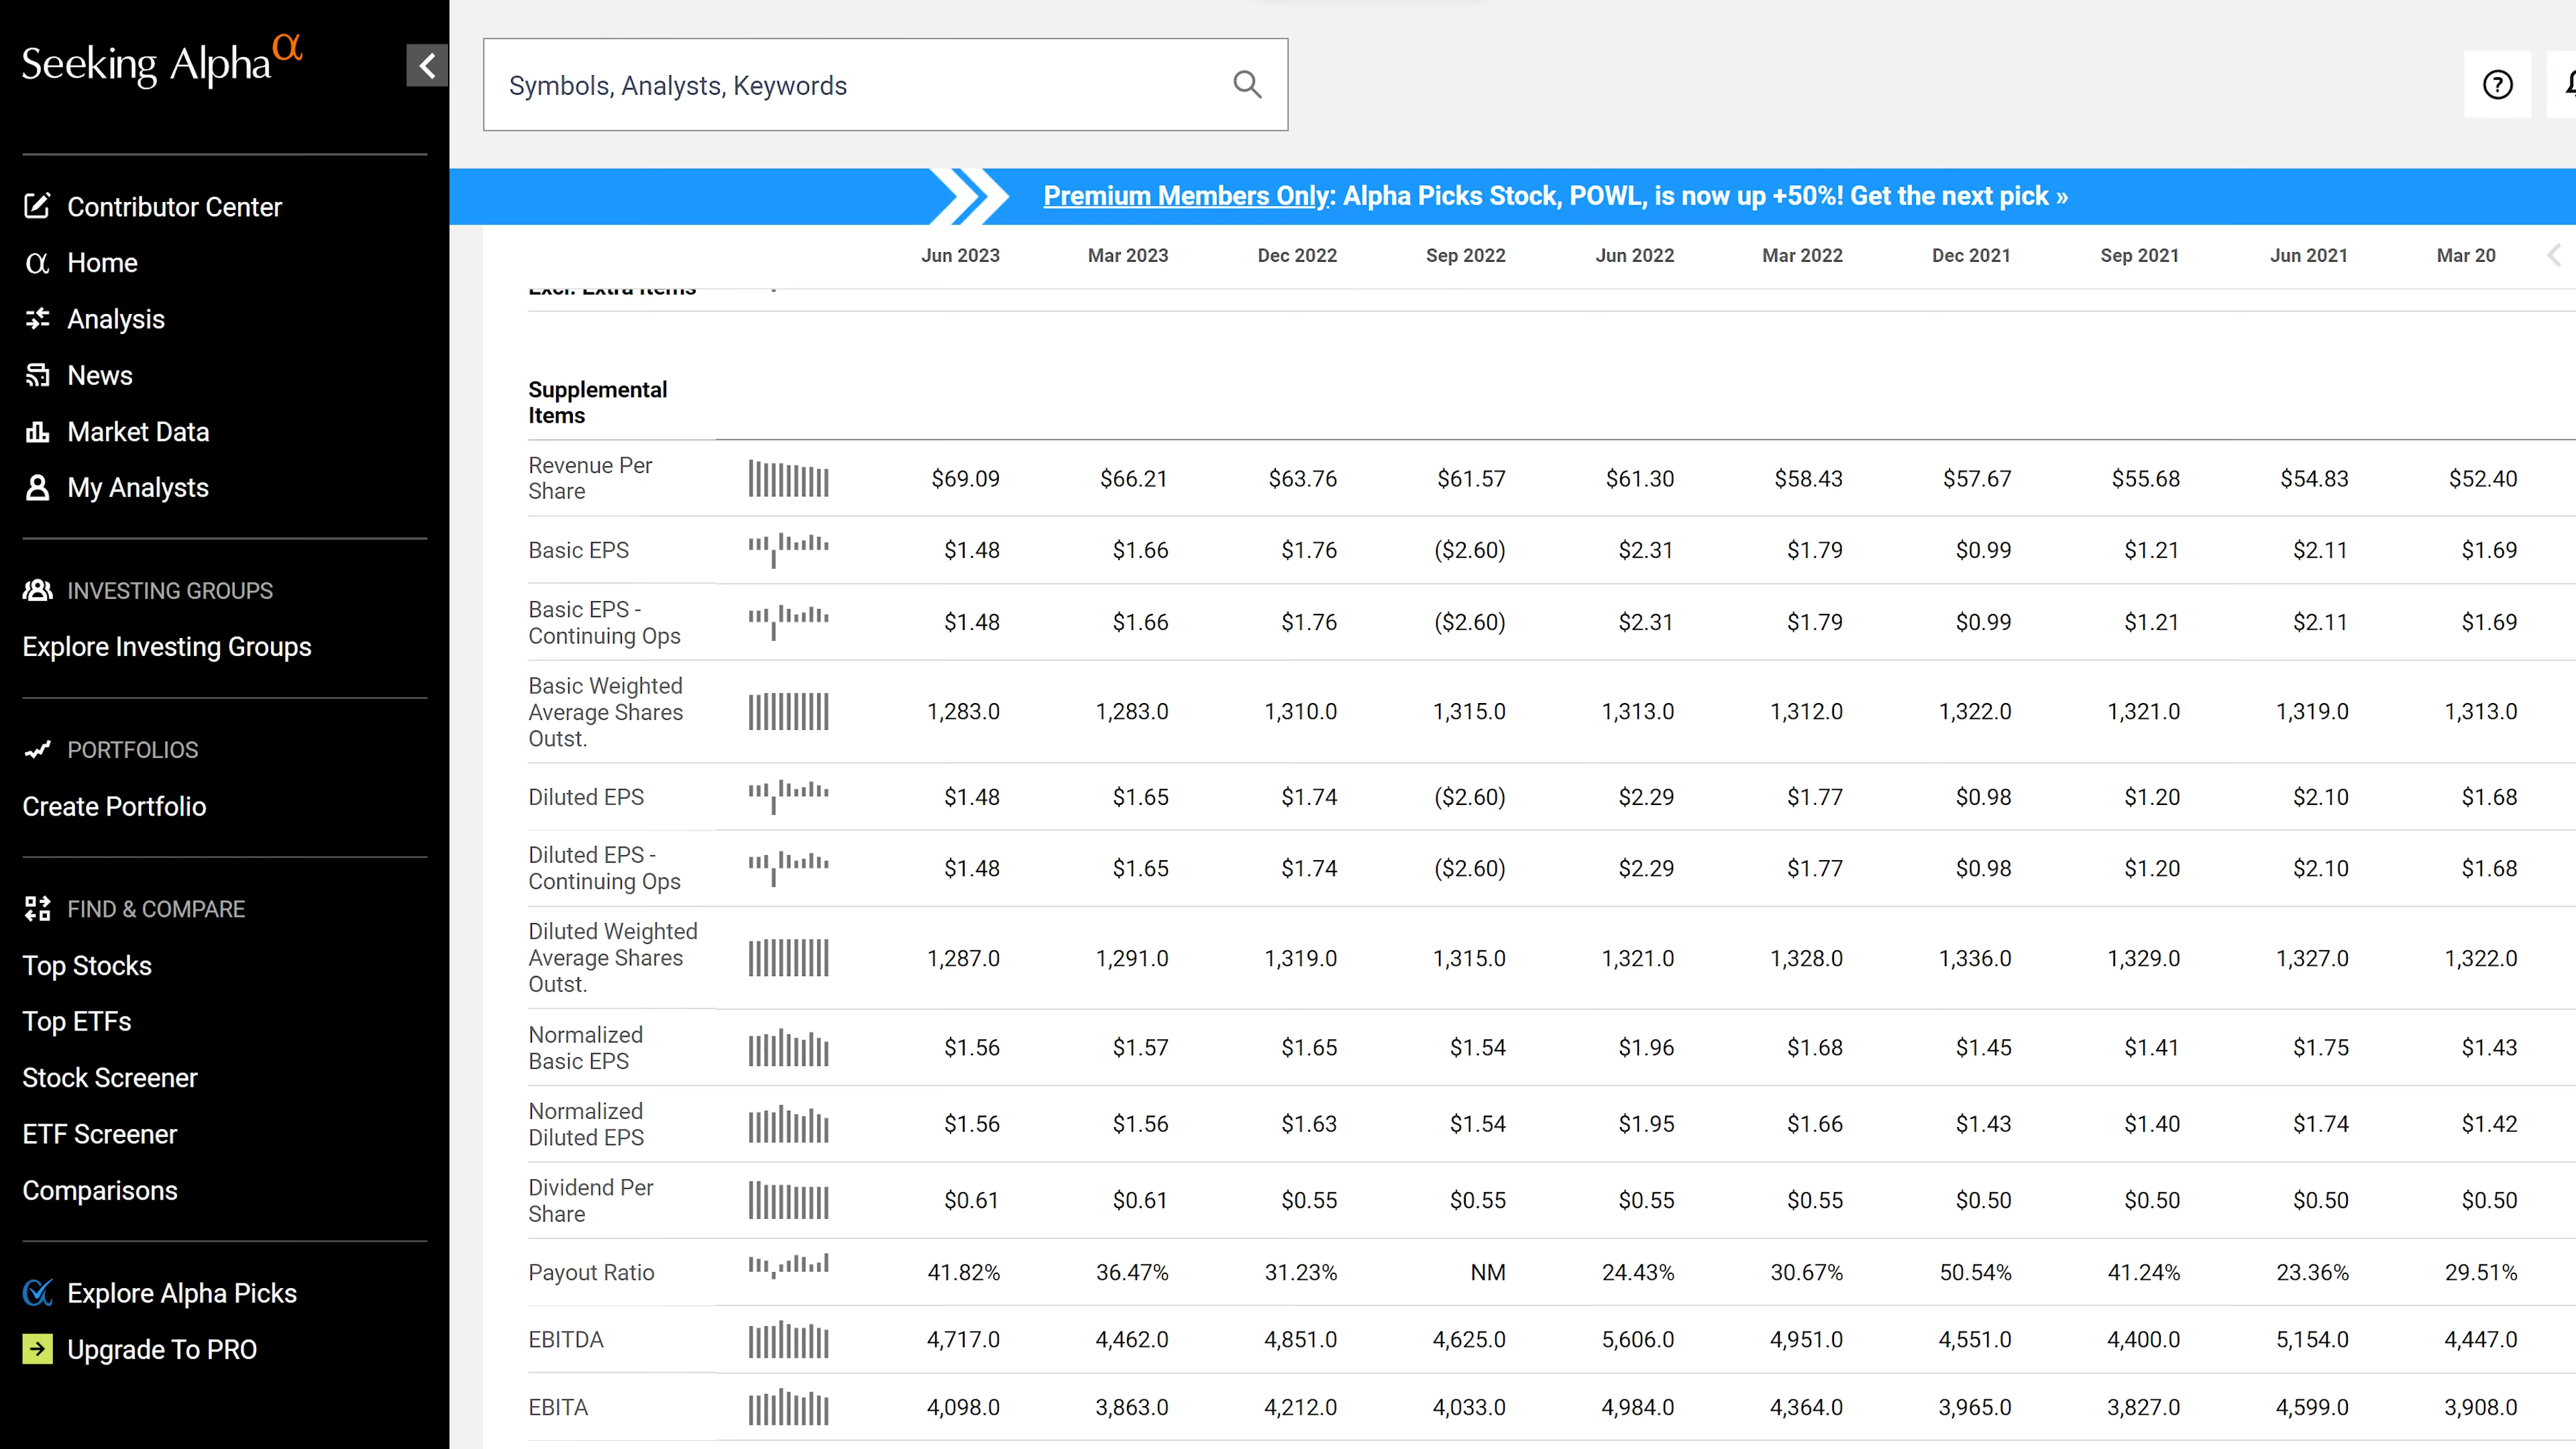 Seeking Alpha α
Symbols, Analysts, Keywords
Contributor Center
Home
Analysis
News
Market Data
My Analysts
INVESTING GROUPS
Explore Investing Groups
PORTFOLIOS
Create Portfolio
FIND & COMPARE
Top Stocks
Top ETFs
Stock Screener
ETF Screener
Comparisons
Explore Alpha Picks
Upgrade To PRO
Premium Members Only: Alpha Picks Stock, POWL, is now up +50%! Get the next pick »
Jun 2023 Mar 2023 Dec 2022 Sep 2022 Jun 2022 Mar 2022 Dec 2021 Sep 2021 Jun 2021 Mar 20
Excl. Extra Items
Supplemental
Items
Revenue Per
Share $69.09 $66.21 $63.76 $61.57 $61.30 $58.43 $57.67 $55.68 $54.83 $52.40
Basic EPS $1.48 $1.66 $1.76 ($2.60) $2.31 $1.79 $0.99 $1.21 $2.11 $1.69
Basic EPS -
Continuing Ops $1.48 $1.66 $1.76 ($2.60) $2.31 $1.79 $0.99 $1.21 $2.11 $1.69
Basic Weighted
Average Shares 1,283.0 1,283.0 1,310.0 1,315.0 1,313.0 1,312.0 1,322.0 1,321.0 1,319.0 1,313.0
Outst.
Diluted EPS $1.48 $1.65 $1.74 ($2.60) $2.29 $1.77 $0.98 $1.20 $2.10 $1.68
Diluted EPS -
Continuing Ops $1.48 $1.65 $1.74 ($2.60) $2.29 $1.77 $0.98 $1.20 $2.10 $1.68
Diluted Weighted
Average Shares 1,287.0 1,291.0 1,319.0 1,315.0 1,321.0 1,328.0 1,336.0 1,329.0 1,327.0 1,322.0
Outst.
Normalized
Basic EPS $1.56 $1.57 $1.65 $1.54 $1.96 $1.68 $1.45 $1.41 $1.75 $1.43
Normalized
Diluted EPS $1.56 $1.56 $1.63 $1.54 $1.95 $1.66 $1.43 $1.40 $1.74 $1.42
Dividend Per
Share $0.61 $0.61 $0.55 $0.55 $0.55 $0.55 $0.50 $0.50 $0.50 $0.50
Payout Ratio 41.82% 36.47% 31.23% NM 24.43% 30.67% 50.54% 41.24% 23.36% 29.51%
EBITDA 4,717.0 4,462.0 4,851.0 4,625.0 5,606.0 4,951.0 4,551.0 4,400.0 5,154.0 4,447.0
EBITA 4,098.0 3,863.0 4,212.0 4,033.0 4,984.0 4,364.0 3,965.0 3,827.0 4,599.0 3,908.0